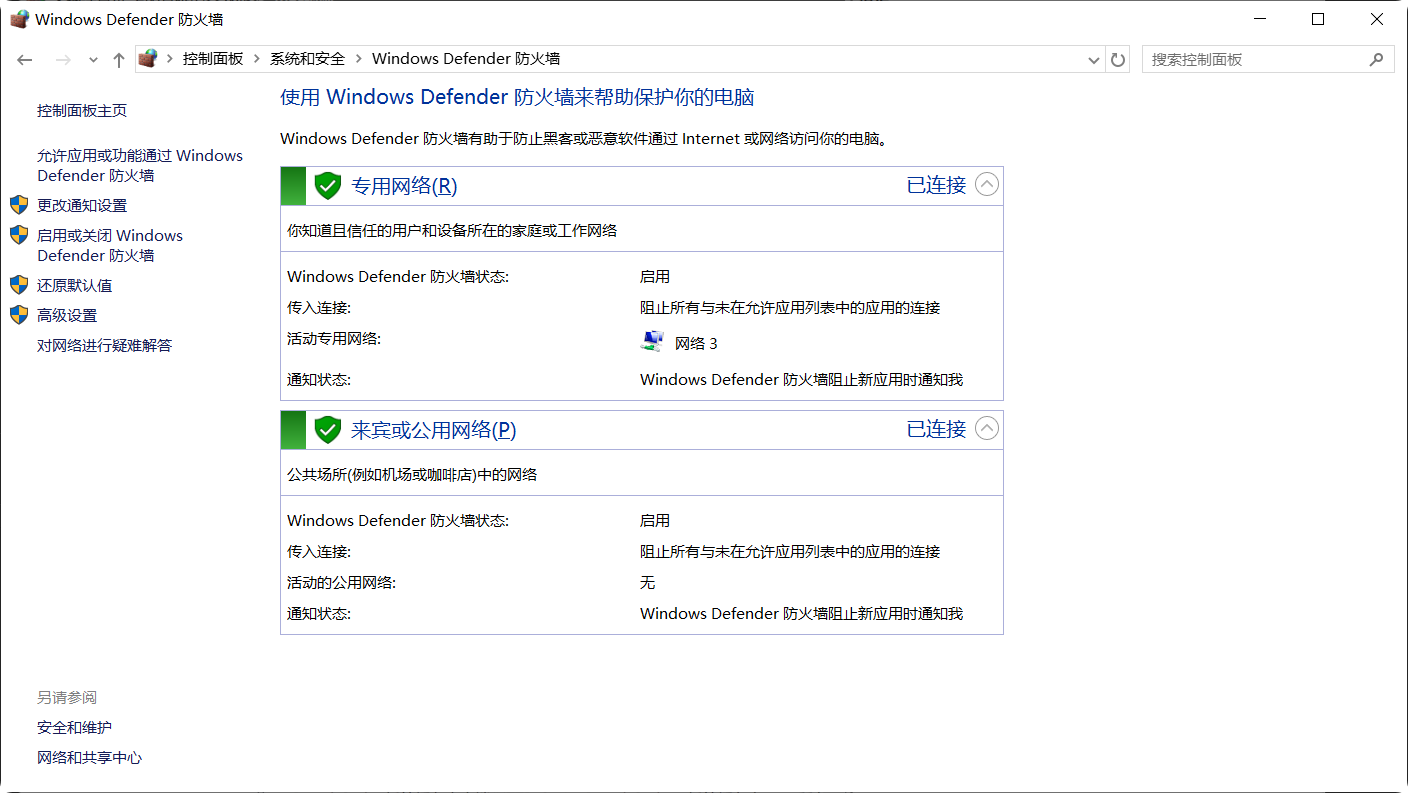 Windows Defender 防火墙
控制面板 系统和安全 Windows Defender 防火墙
搜索控制面板
控制面板主页
允许应用或功能通过 Windows
Defender 防火墙
更改通知设置
启用或关闭 Windows
Defender 防火墙
还原默认值
高级设置
对网络进行疑难解答
使用 Windows Defender 防火墙来帮助保护你的电脑
Windows Defender 防火墙有助于防止黑客或恶意软件通过 Internet 或网络访问你的电脑。
专用网络(R) 已连接
你知道且信任的用户和设备所在的家庭或工作网络
Windows Defender 防火墙状态: 启用
传入连接: 阻止所有与未在允许应用列表中的应用的连接
活动专用网络: 网络 3
通知状态: Windows Defender 防火墙阻止新应用时通知我
来宾或公用网络(P) 已连接
公共场所(例如机场或咖啡店)中的网络
Windows Defender 防火墙状态: 启用
传入连接: 阻止所有与未在允许应用列表中的应用的连接
活动的公用网络: 无
通知状态: Windows Defender 防火墙阻止新应用时通知我
另请参阅
安全和维护
网络和共享中心